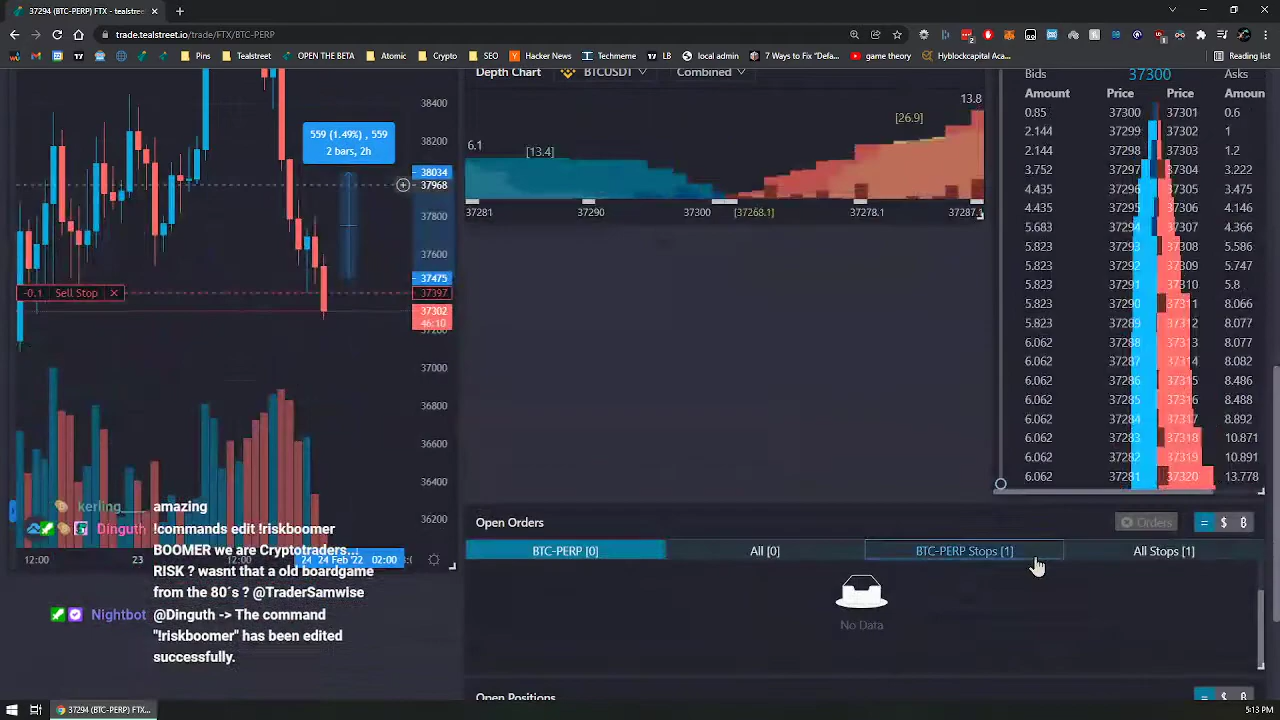 37294 (BTC-PERP) FTX - tealstreet
trade.tealstreet.io/trade/FTX/BTC-PERP
Pins
Tealstreet
OPEN THE BETA
Atomic
Crypto
SEO
Hacker News
Techmeme
LB
local admin
7 Ways to Fix "Defa...
game theory
Hyblockcapital Aca...
Reading list
38400
38200
559 (1.49%) , 559
2 bars, 2h
38034
37968
37800
37600
37475
-0.1 Sell Stop
37397
37302
46:10
37200
37000
36800
36600
36400
36200
12:00
23
12:00
24
24 Feb '22 02:00
Depth Chart
BTCUSDT
Combined
6.1
[13.4]
[26.9]
13.8
37281
37290
37300
[37268.1]
37278.1
37287.1
Bids
37300
Asks
Amount Price Price Amoun
0.85 37300 37301 0.6
2.144 37299 37302 1
2.144 37298 37303 1.2
3.752 37297 37304 3.222
4.435 37296 37305 3.475
4.435 37295 37306 4.146
5.683 37294 37307 4.366
5.823 37293 37308 5.586
5.823 37292 37309 5.747
5.823 37291 37310 5.8
5.823 37290 37311 8.066
5.823 37289 37312 8.077
6.062 37288 37313 8.077
6.062 37287 37314 8.082
6.062 37286 37315 8.486
6.062 37285 37316 8.488
6.062 37284 37317 8.892
6.062 37283 37318 10.871
6.062 37282 37319 10.891
6.062 37281 37320 13.778
kerling___ amazing
Dinguth !commands edit !riskboomer
BOOMER we are Cryptotraders...!
RISK ? wasnt that a old boardgame
from the 80´s ? @TraderSamwise
Nightbot @Dinguth -> The command
"!riskboomer" has been edited
successfully.
Open Orders
Orders
= $ ₿
BTC-PERP [0]
All [0]
BTC-PERP Stops [1]
All Stops [1]
No Data
Open Positions
= $ ₿
37294 (BTC-PERP) FTX...
5:13 PM